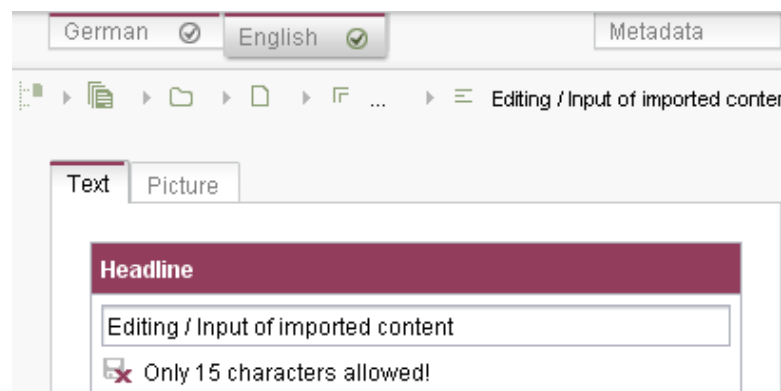 German English Metadata
... Editing / Input of imported
Text Picture
Headline
Editing / Input of imported content
Only 15 characters allowed!